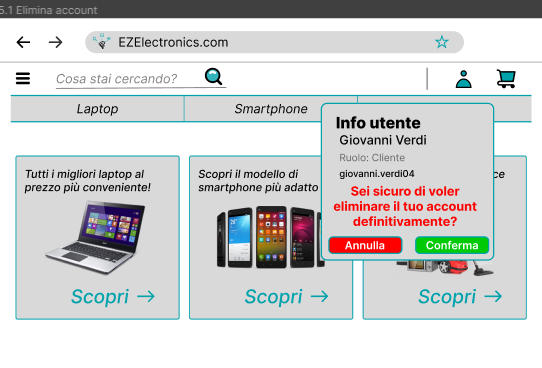 5.1 Elimina account
EZElectronics.com
Cosa stai cercando?
Laptop
Smartphone
Info utente
Giovanni Verdi
Ruolo: Cliente
giovanni.verdi04
Sei sicuro di voler
eliminare il tuo account
definitivamente?
Annulla
Conferma
Tutti i migliori laptop al
prezzo più conveniente!
Scopri →
Scopri il modello di
smartphone più adatto
Scopri →
Scopri →